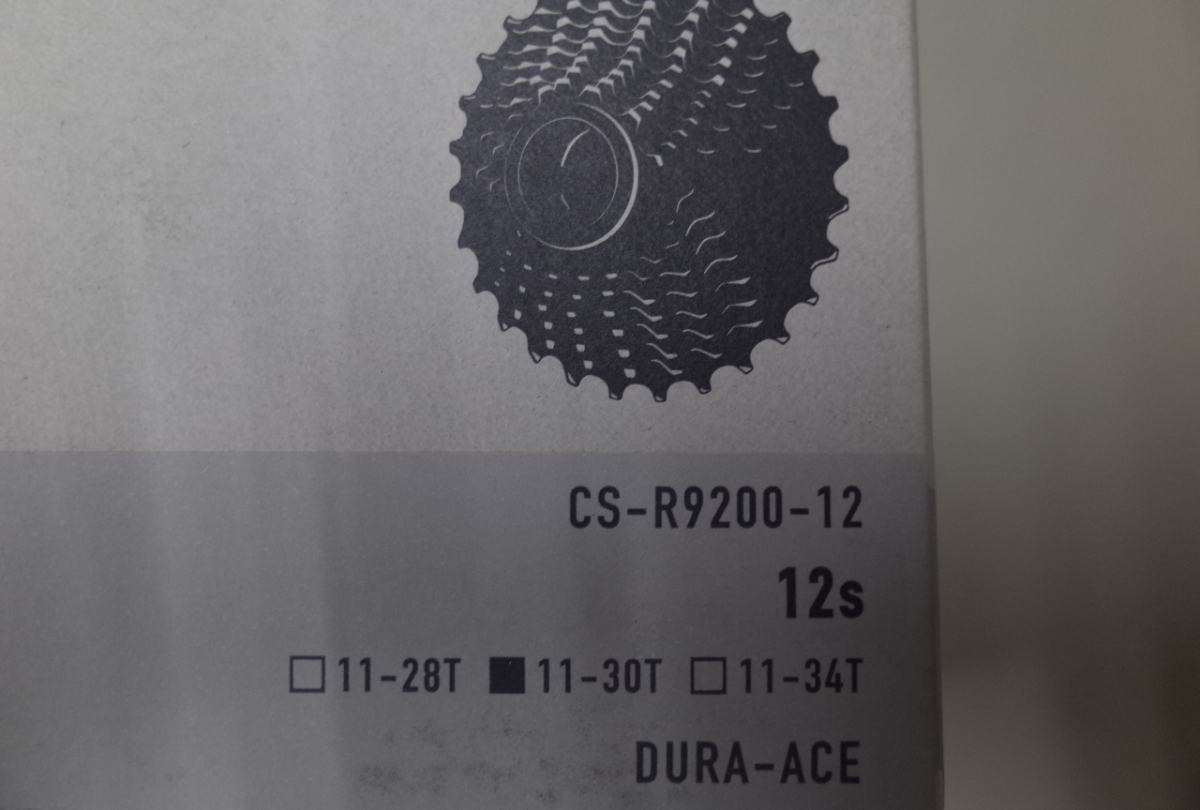 CS-R9200-12
12s
□11-28T ■11-30T □11-34T
DURA-ACE